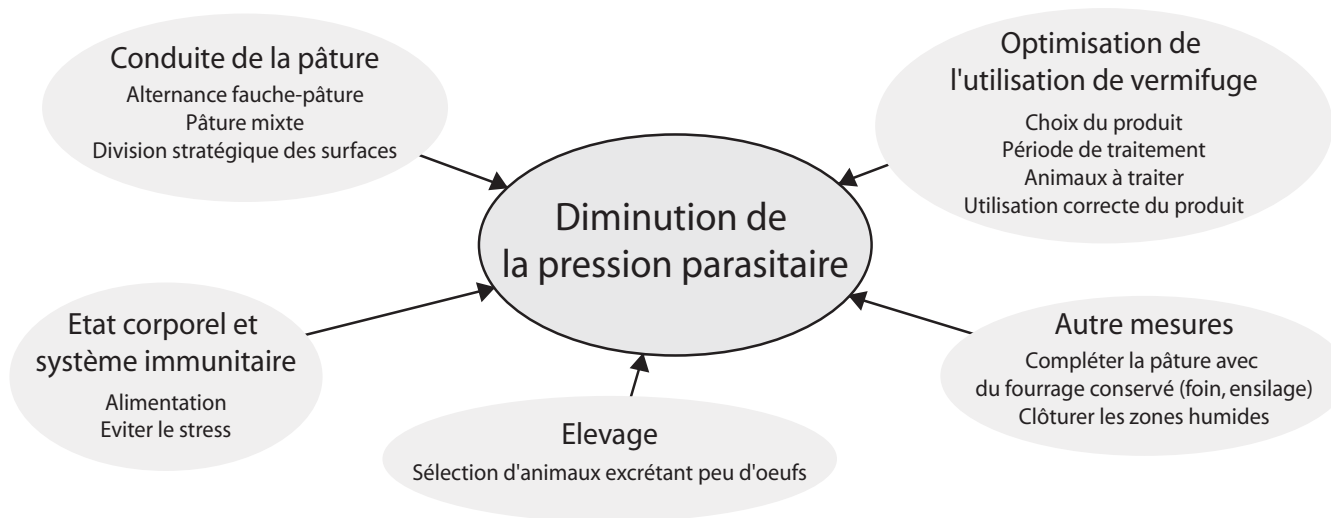 Conduite de la pâture
Alternance fauche-pâture
Pâture mixte
Division stratégique des surfaces
Optimisation de
l'utilisation de vermifuge
Choix du produit
Période de traitement
Animaux à traiter
Utilisation correcte du produit
Diminution de
la pression parasitaire
Etat corporel et
système immunitaire
Alimentation
Eviter le stress
Elevage
Sélection d'animaux excrétant peu d'oeufs
Autre mesures
Compléter la pâture avec
du fourrage conservé (foin, ensilage)
Clôturer les zones humides